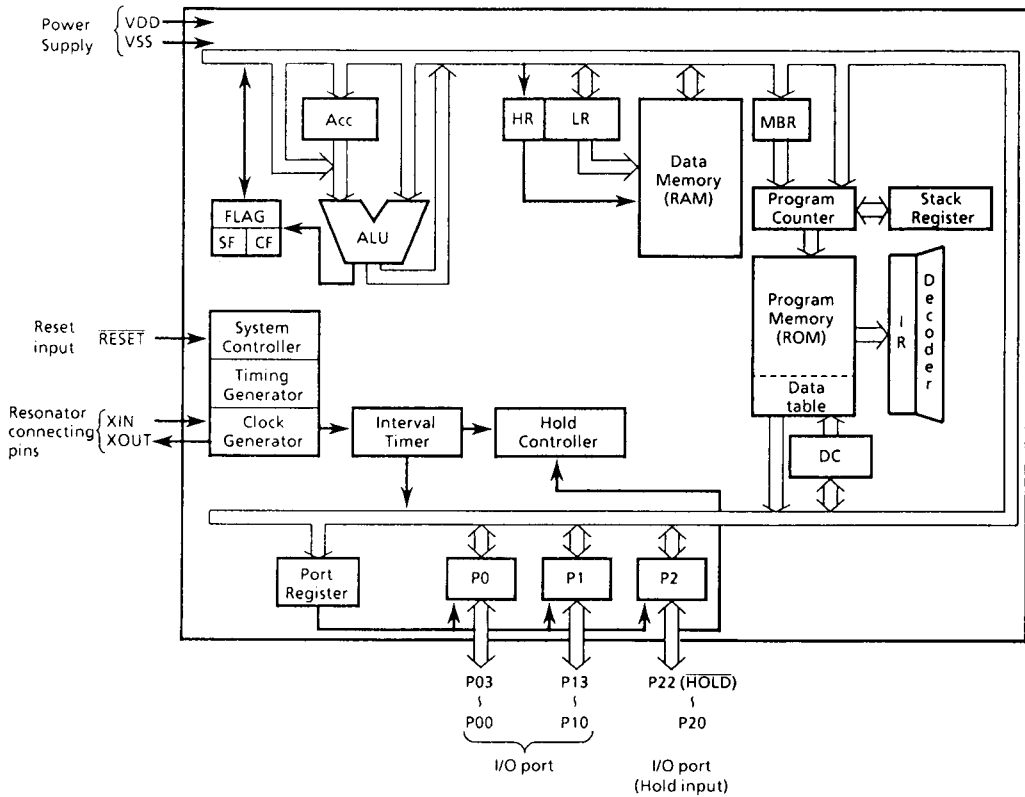 Power
Supply
VDD
VSS
Acc
HR
LR
Data
Memory
(RAM)
MBR
Program
Counter
Stack
Register
FLAG
SF
CF
ALU
Program
Memory
(ROM)
Data
table
IR
Decoder
Reset
input
RESET
System
Controller
Timing
Generator
Clock
Generator
Resonator
connecting
pins
XIN
XOUT
Interval
Timer
Hold
Controller
DC
Port
Register
P0
P1
P2
P03
~
P00
P13
~
P10
P22 (HOLD)
~
P20
I/O port
I/O port
(Hold input)